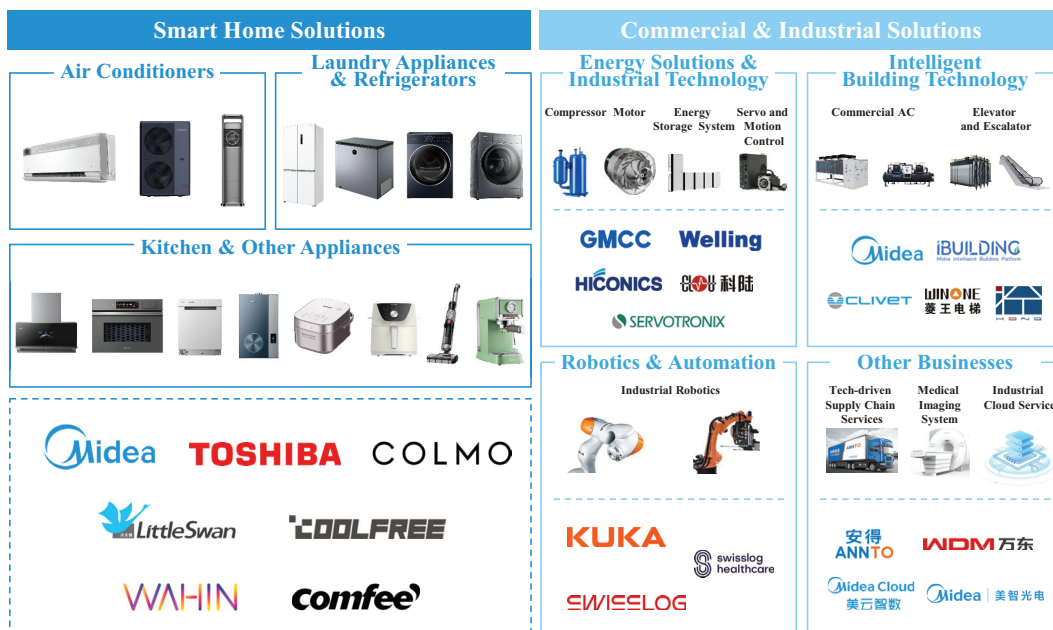 Smart Home Solutions
Air Conditioners
Laundry Appliances
& Refrigerators
Kitchen & Other Appliances
Midea
TOSHIBA
COLMO
LittleSwan
COOLFREE
WAHIN
comfee'
Commercial & Industrial Solutions
Energy Solutions &
Industrial Technology
Compressor
Motor
Energy
Storage System
Servo and
Motion
Control
GMCC
Welling
HICONICS
科陆
SERVOTRONIX
Intelligent
Building Technology
Commercial AC
Elevator
and Escalator
Midea
iBUILDING
Midea Intelligent Building Platform
CLIVET
WINONE
菱王电梯
HONG
Robotics & Automation
Industrial Robotics
KUKA
swisslog
healthcare
SWISSLOG
Other Businesses
Tech-driven
Supply Chain
Services
Medical
Imaging
System
Industrial
Cloud Service
ANNTO
安得
ANNTO
WDM 万东
Midea Cloud
美云智数
Midea | 美智光电